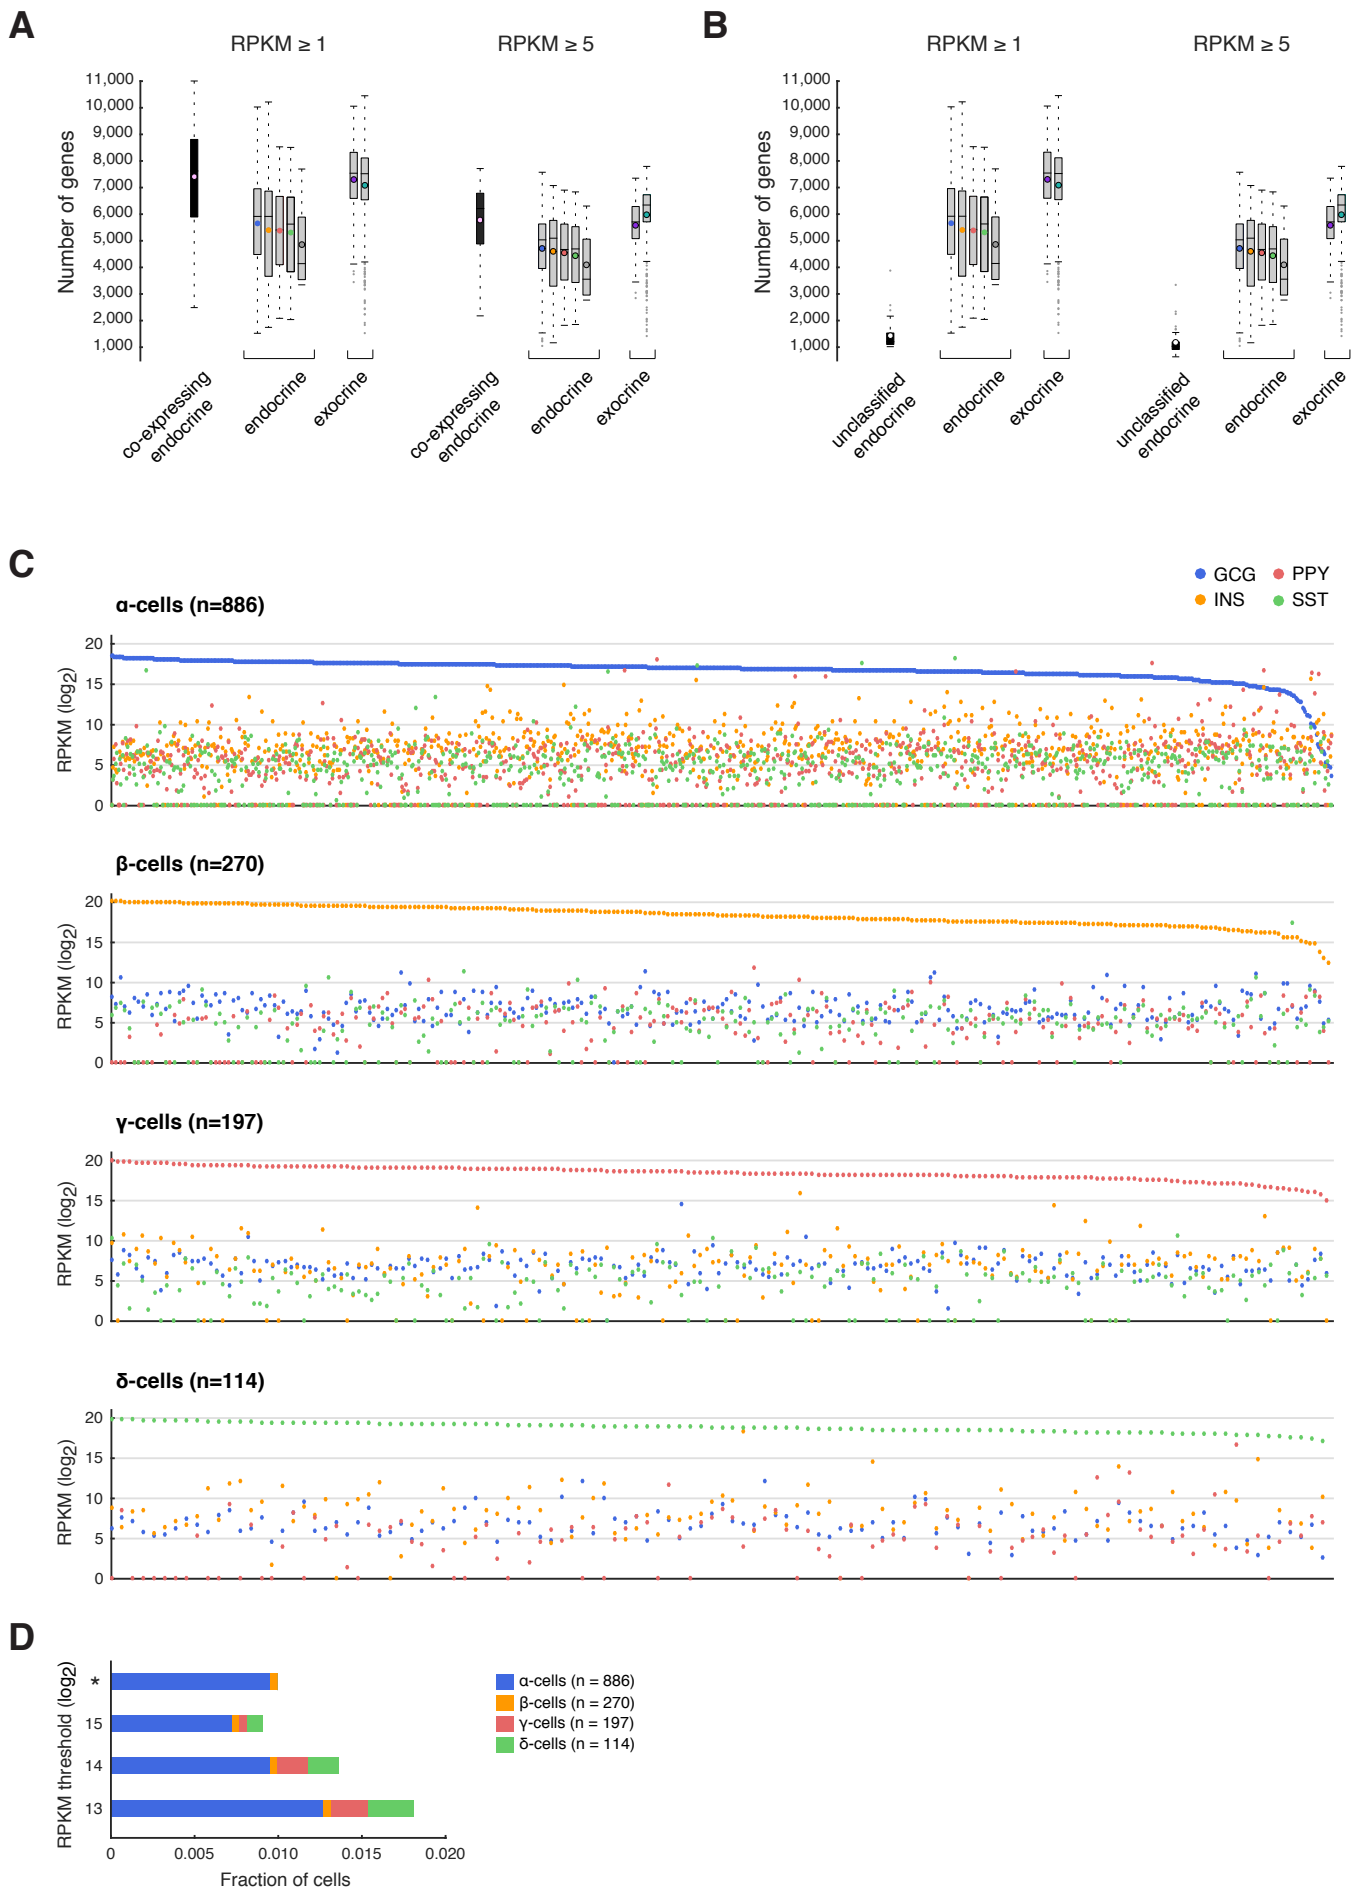 A
RPKM ≥ 1
RPKM ≥ 5
Number of genes
11,000
10,000
9,000
8,000
7,000
6,000
5,000
4,000
3,000
2,000
1,000
co-expressing
endocrine
endocrine
exocrine
co-expressing
endocrine
endocrine
exocrine
B
RPKM ≥ 1
RPKM ≥ 5
Number of genes
11,000
10,000
9,000
8,000
7,000
6,000
5,000
4,000
3,000
2,000
1,000
unclassified
endocrine
endocrine
exocrine
unclassified
endocrine
endocrine
exocrine
C
GCG PPY
INS SST
α-cells (n=886)
RPKM (log2)
20
15
10
5
0
β-cells (n=270)
RPKM (log2)
20
15
10
5
0
γ-cells (n=197)
RPKM (log2)
20
15
10
5
0
δ-cells (n=114)
RPKM (log2)
20
15
10
5
0
D
RPKM threshold (log2)
*
15
14
13
0 0.005 0.010 0.015 0.020
Fraction of cells
α-cells (n = 886)
β-cells (n = 270)
γ-cells (n = 197)
δ-cells (n = 114)